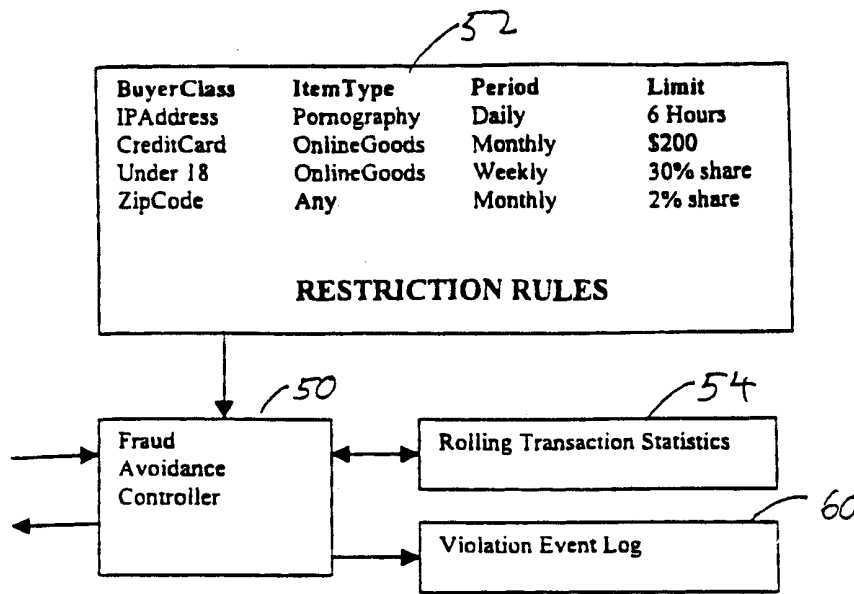 52
BuyerClass ItemType Period Limit
IPAddress Pornography Daily 6 Hours
CreditCard OnlineGoods Monthly $200
Under 18 OnlineGoods Weekly 30% share
ZipCode Any Monthly 2% share
RESTRICTION RULES
50
Fraud
Avoidance
Controller
54
Rolling Transaction Statistics
60
Violation Event Log